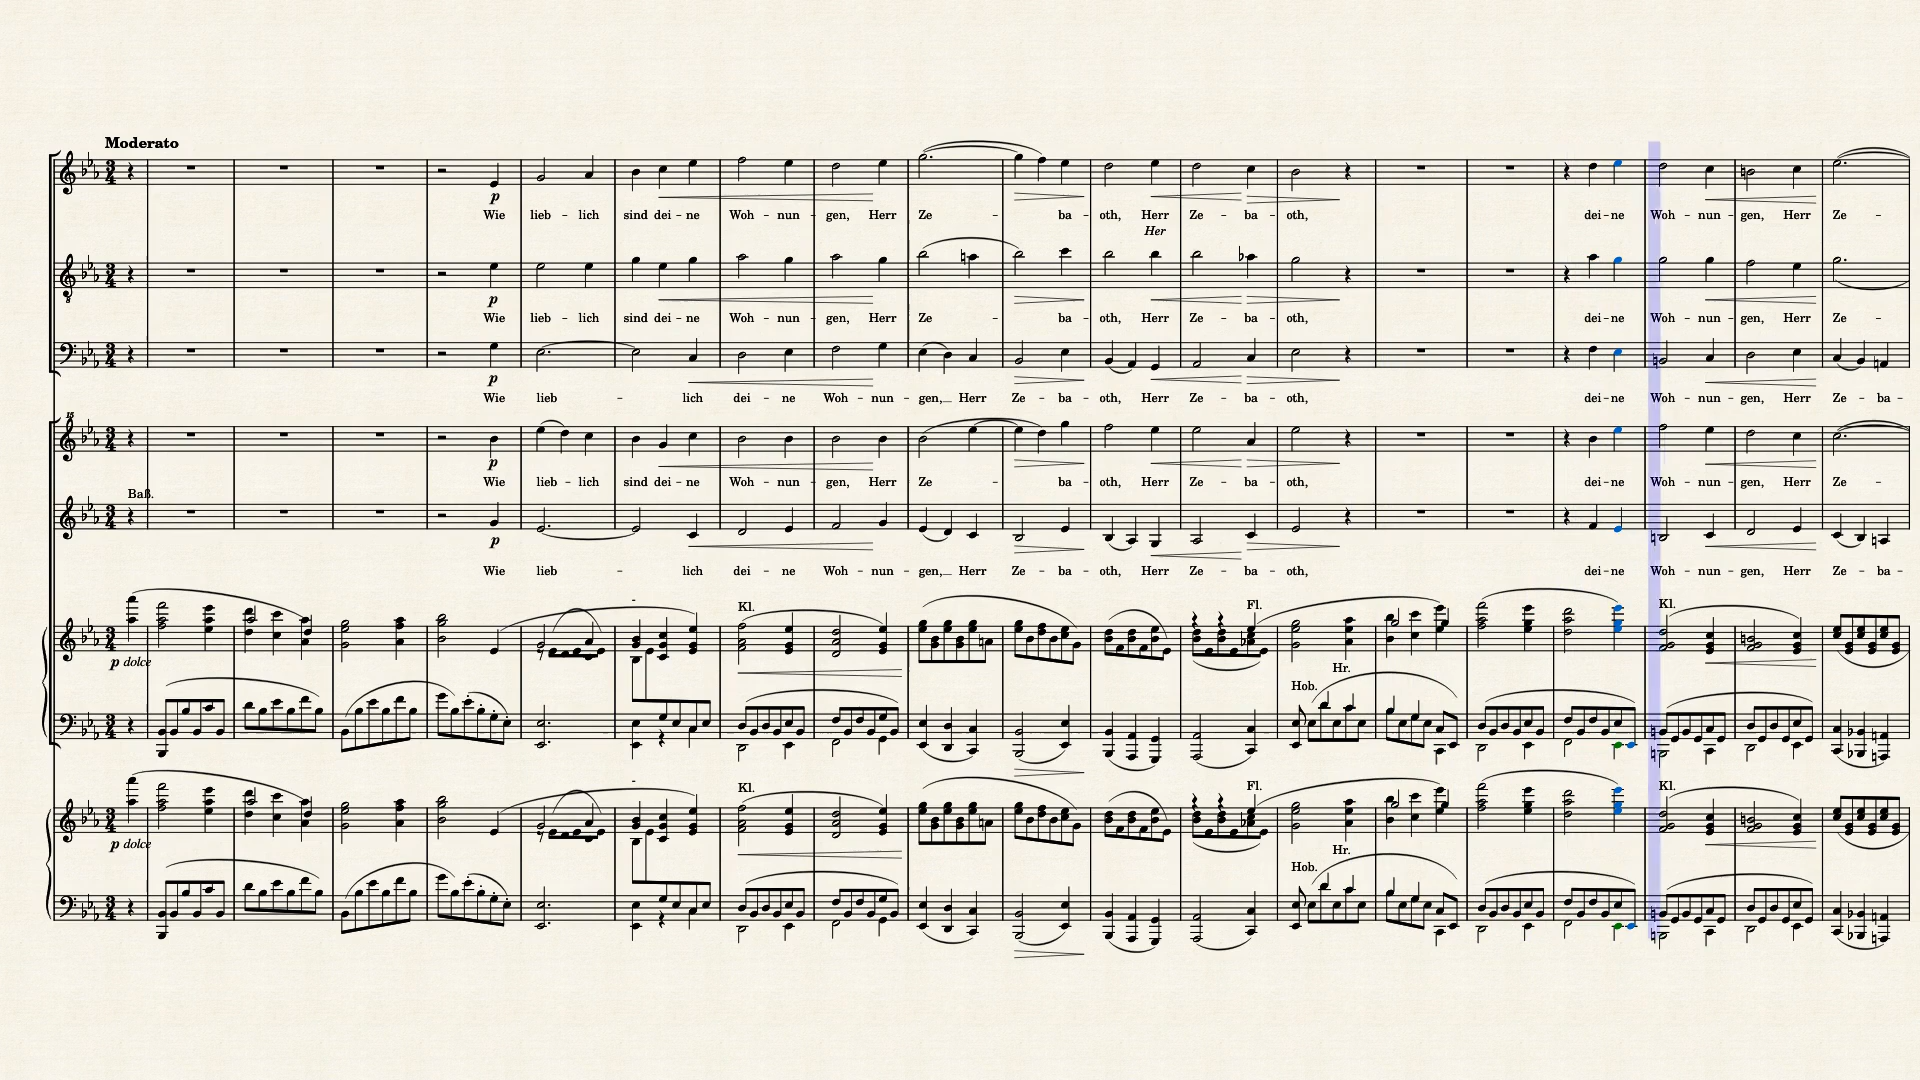 Moderato
p
Wie lieb - lich sind dei - ne Woh - nun - gen, Herr Ze - ba - oth, Herr Ze - ba - oth, dei - ne Woh - nun - gen, Herr Ze -
Her
p
Wie lieb - lich sind dei - ne Woh - nun - gen, Herr Ze - ba - oth, Herr Ze - ba - oth, dei - ne Woh - nun - gen, Herr Ze -
p
Wie lieb - lich dei - ne Woh - nun - gen, Herr Ze - ba - oth, Herr Ze - ba - oth, dei - ne Woh - nun - gen, Herr Ze - ba -
15
p
Wie lieb - lich sind dei - ne Woh - nun - gen, Herr Ze - ba - oth, Herr Ze - ba - oth, dei - ne Woh - nun - gen, Herr Ze -
Baß.
p
Wie lieb - lich dei - ne Woh - nun - gen, Herr Ze - ba - oth, Herr Ze - ba - oth, dei - ne Woh - nun - gen, Herr Ze - ba -
Kl. Fl. Kl.
p dolce
Hr.
Hob.
Kl. Fl. Kl.
p dolce
Hr.
Hob.